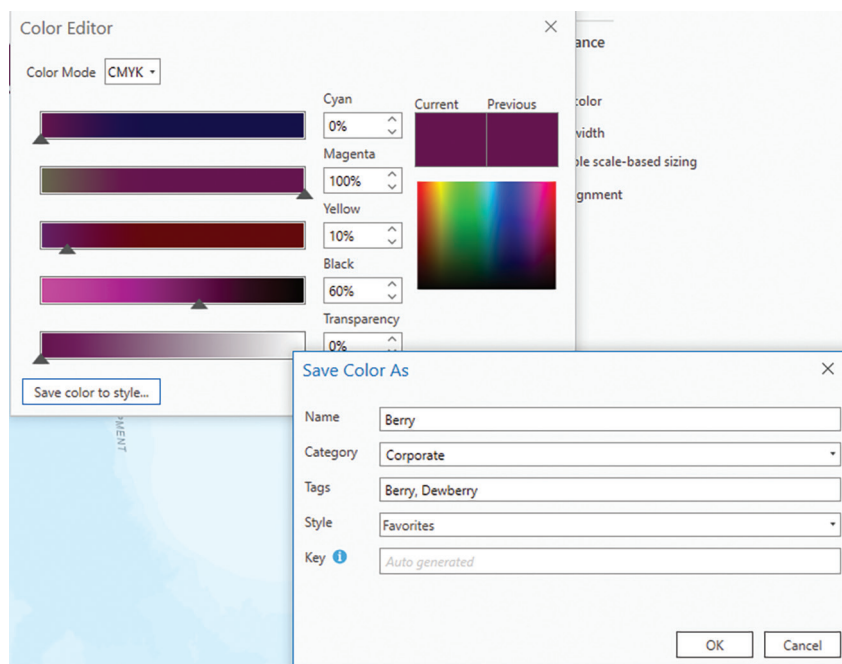 Color Editor
ance
Color Mode CMYK
Cyan
Current Previous
color
0%
width
Magenta
ble scale-based sizing
100%
gnment
Yellow
10%
Black
60%
Transparency
0%
Save Color As
Save color to style...
Name Berry
PMENT
Category Corporate
Tags Berry, Dewberry
Style Favorites
Key Auto generated
OK Cancel